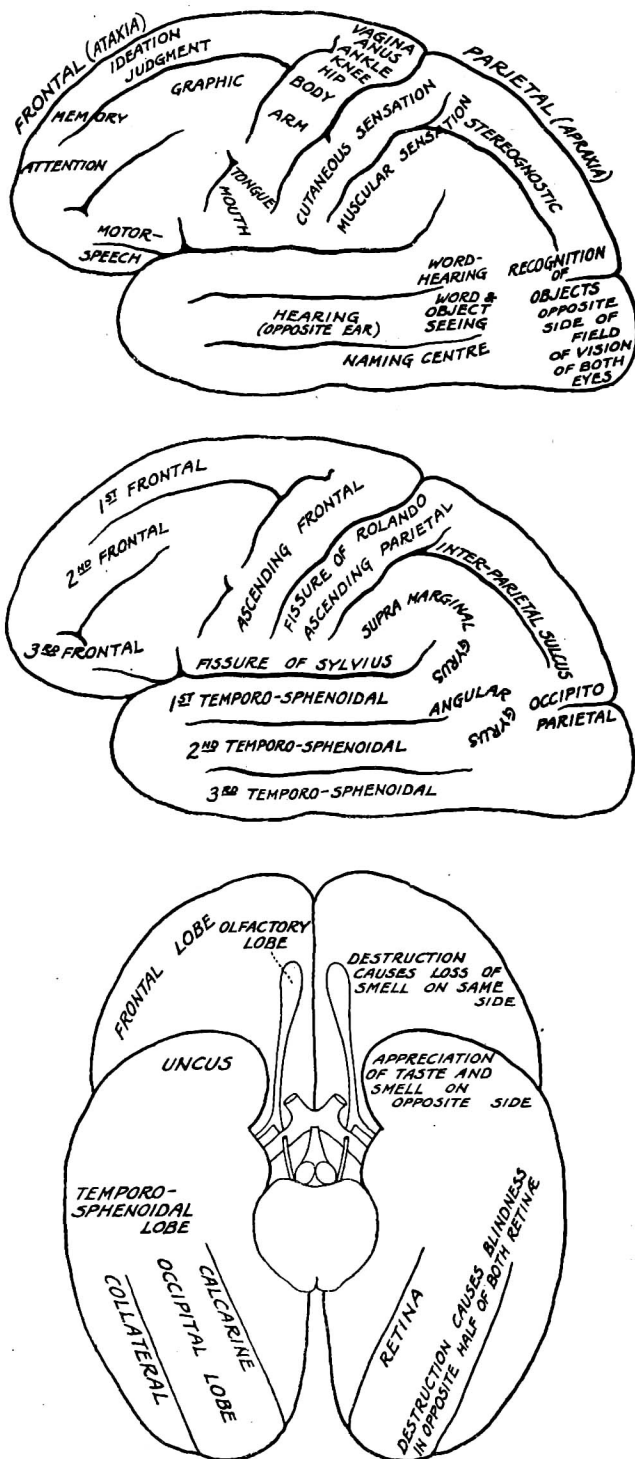 FRONTAL (ATAXIA)
IDEATION
JUDGMENT
MEMORY
ATTENTION
GRAPHIC
MOTOR-
SPEECH
VAGINA
ANUS
ANKLE
KNEE
HIP
BODY
ARM
TONGUE
MOUTH
CUTANEOUS SENSATION
MUSCULAR SENSATION
STEREOGNOSTIC
PARIETAL (APRAXIA)
WORD-
HEARING
HEARING
(OPPOSITE EAR)
WORD &
OBJECT
SEEING
NAMING CENTRE
RECOGNITION
OF
OBJECTS
OPPOSITE
SIDE OF
FIELD
OF VISION
OF BOTH
EYES
1ST FRONTAL
2ND FRONTAL
3RD FRONTAL
ASCENDING FRONTAL
FISSURE OF ROLANDO
ASCENDING PARIETAL
INTER-PARIETAL SULCUS
SUPRA MARGINAL
GYRUS
FISSURE OF SYLVIUS
1ST TEMPORO-SPHENOIDAL
ANGULAR
GYRUS
OCCIPITO
PARIETAL
2ND TEMPORO-SPHENOIDAL
3RD TEMPORO-SPHENOIDAL
FRONTAL LOBE
OLFACTORY
LOBE
DESTRUCTION
CAUSES LOSS OF
SMELL ON SAME
SIDE
UNCUS
APPRECIATION
OF TASTE AND
SMELL ON
OPPOSITE SIDE
TEMPORO-
SPHENOIDAL
LOBE
COLLATERAL
OCCIPITAL LOBE
CALCARINE
RETINA
DESTRUCTION CAUSES BLINDNESS
IN OPPOSITE HALF OF BOTH RETINÆ